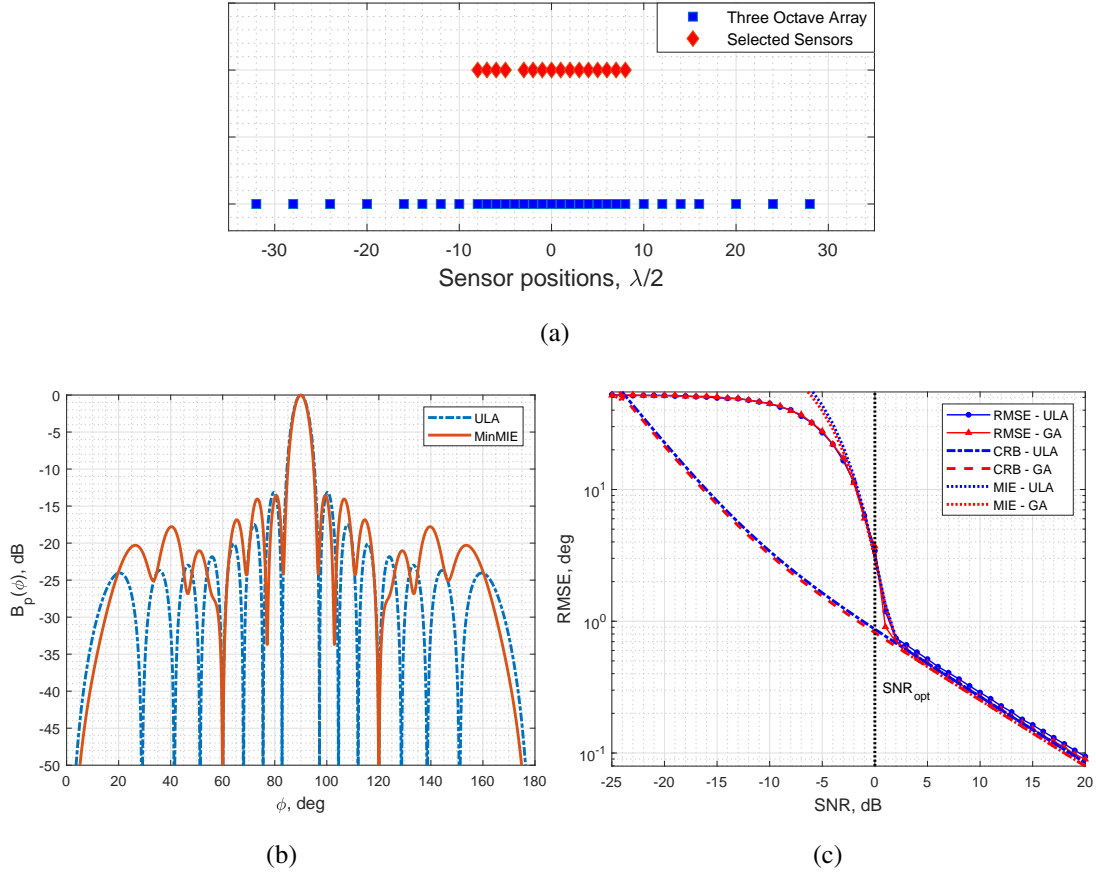 Three Octave Array
Selected Sensors
-30 -20 -10 0 10 20 30
Sensor positions, λ/2
(a)
0
-5
-10
-15
-20
-25
-30
-35
-40
-45
-50
B_p(ϕ), dB
ULA
MinMIE
0 20 40 60 80 100 120 140 160 180
ϕ, deg
(b)
10^1
10^0
10^-1
RMSE, deg
RMSE - ULA
RMSE - GA
CRB - ULA
CRB - GA
MIE - ULA
MIE - GA
SNR_opt
-25 -20 -15 -10 -5 0 5 10 15 20
SNR, dB
(c)